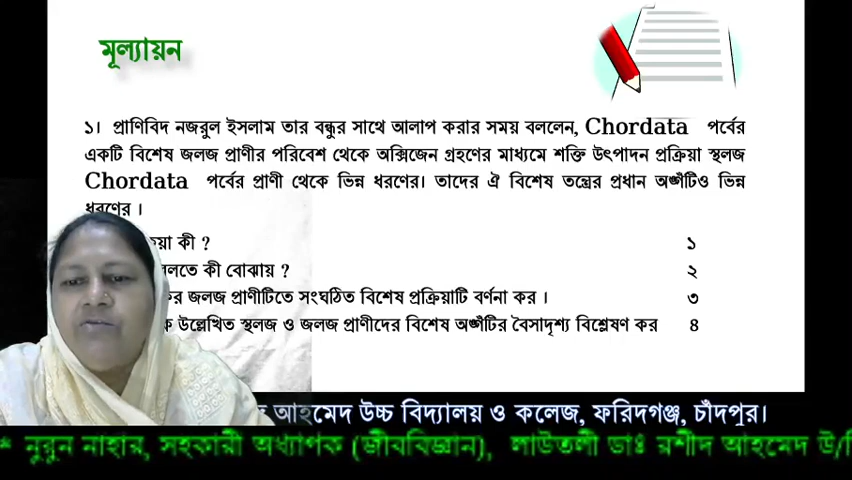 মূল্যায়ন
১। প্রাণিবিদ নজরুল ইসলাম তার বন্ধুর সাথে আলাপ করার সময় বললেন, Chordata পর্বের
একটি বিশেষ জলজ প্রাণীর পরিবেশ থেকে অক্সিজেন গ্রহণের মাধ্যমে শক্তি উৎপাদন প্রক্রিয়া স্থলজ
Chordata পর্বের প্রাণী থেকে ভিন্ন ধরণের। তাদের ঐ বিশেষ তন্ত্রের প্রধান অঙ্গটিও ভিন্ন
ধরণের ।
কী ? ১
বলতে কী বোঝায় ? ২
জলজ প্রাণীটিতে সংঘঠিত বিশেষ প্রক্রিয়াটি বর্ণনা কর । ৩
উল্লেখিত স্থলজ ও জলজ প্রাণীদের বিশেষ অঙ্গটির বৈসাদৃশ্য বিশ্লেষণ কর ৪
আহমেদ উচ্চ বিদ্যালয় ও কলেজ, ফরিদগঞ্জ, চাঁদপুর।
* নুরুন নাহার, সহকারী অধ্যাপক (জীববিজ্ঞান), লাউতলী ডাঃ রশীদ আহমেদ